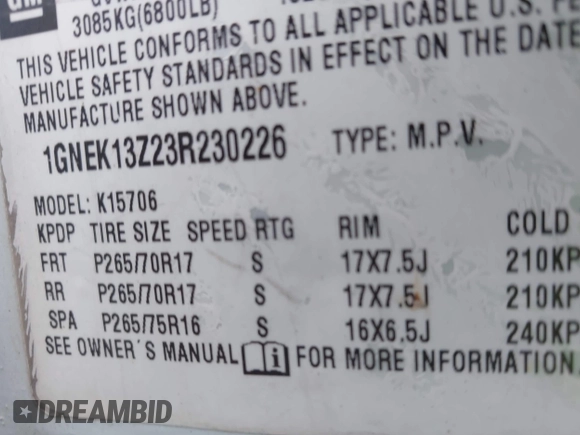 GM
3085KG(6800LB)
THIS VEHICLE CONFORMS TO ALL APPLICABLE U.S.
VEHICLE SAFETY STANDARDS IN EFFECT ON THE DATE
MANUFACTURE SHOWN ABOVE.
1GNEK13Z23R230226 TYPE: M.P.V.
MODEL: K15706
KPDP TIRE SIZE SPEED RTG RIM COLD
FRT P265/70R17 S 17X7.5J 210KP
RR P265/70R17 S 17X7.5J 210KP
SPA P265/75R16 S 16X6.5J 240KP
SEE OWNER'S MANUAL i FOR MORE INFORMATION.
DREAMBID